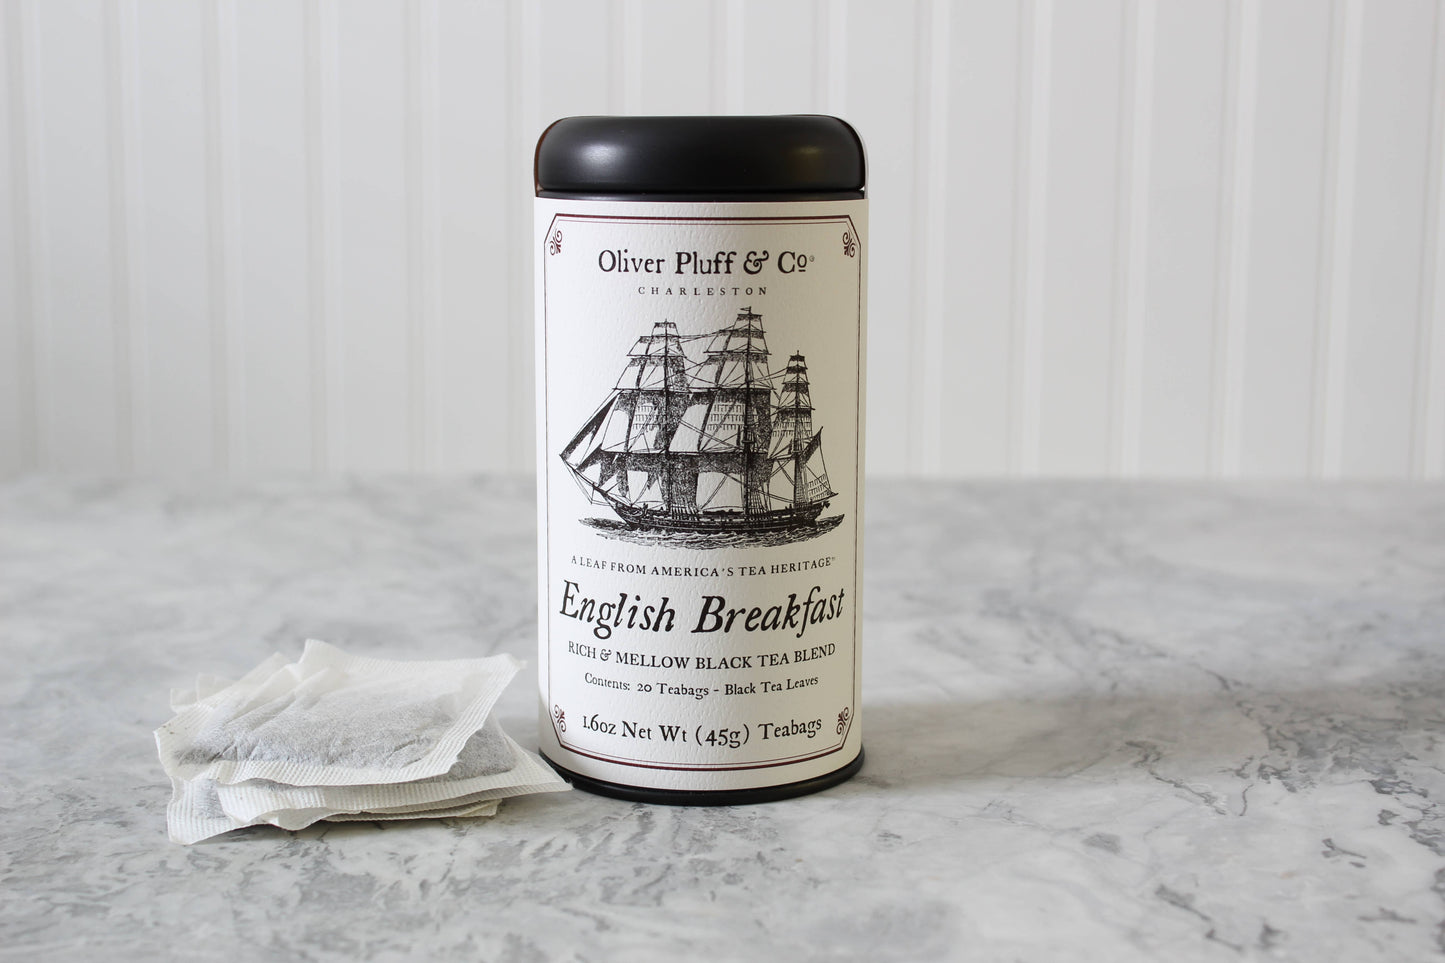 Oliver Pluff & Co®
CHARLESTON
A LEAF FROM AMERICA'S TEA HERITAGE™
English Breakfast
RICH & MELLOW BLACK TEA BLEND
Contents: 20 Teabags - Black Tea Leaves
1.6oz Net Wt (45g) Teabags